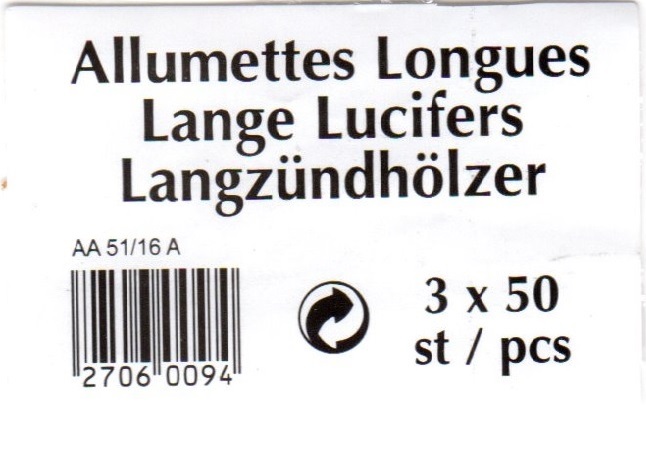 Allumettes Longues
Lange Lucifers
Langzündhölzer
AA 51/16 A
3 x 50
st / pcs
2706 0094